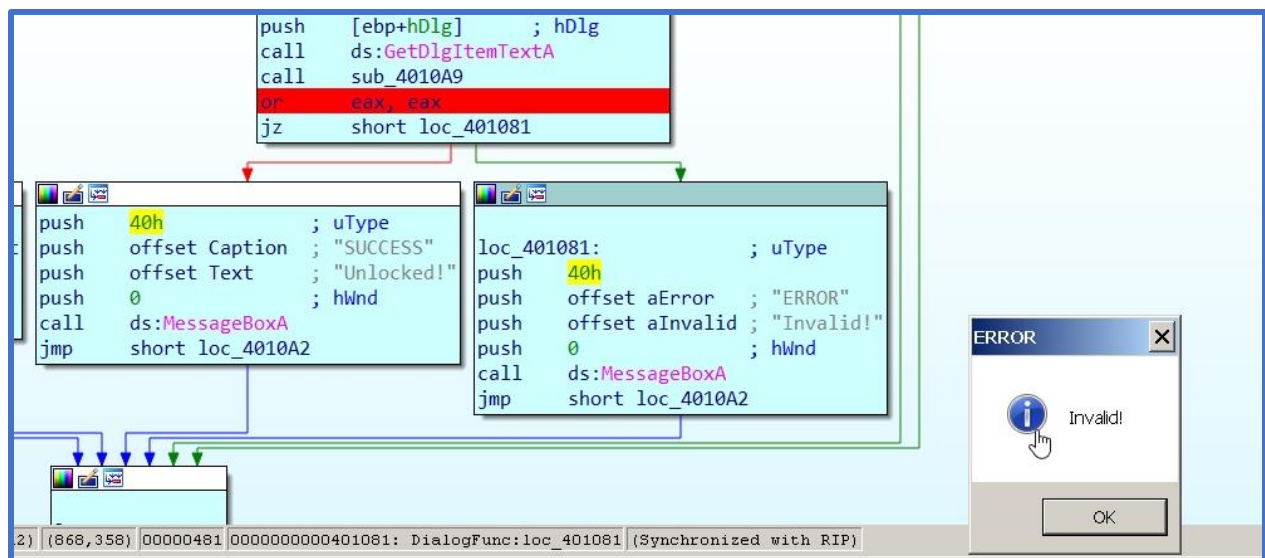 push [ebp+hDlg] ; hDlg
call ds:GetDlgItemTextA
call sub_4010A9
or eax, eax
jz short loc_401081
push 40h ; uType
push offset Caption ; "SUCCESS"
push offset Text ; "Unlocked!"
push 0 ; hWnd
call ds:MessageBoxA
jmp short loc_4010A2
loc_401081: ; uType
push 40h
push offset aError ; "ERROR"
push offset aInvalid ; "Invalid!"
push 0 ; hWnd
call ds:MessageBoxA
jmp short loc_4010A2
ERROR
Invalid!
OK
2) (868,358) 00000481 0000000000401081: DialogFunc:loc_401081 (Synchronized with RIP)